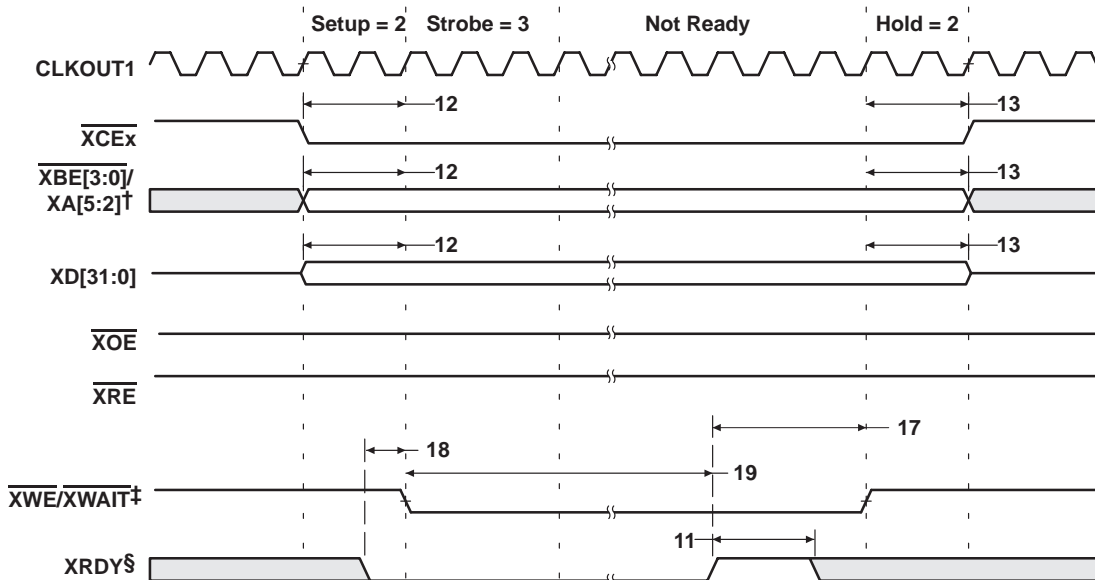 Setup = 2 Strobe = 3 Not Ready Hold = 2
CLKOUT1
12 13
XCEx
12 13
XBE[3:0]/
XA[5:2]†
12 13
XD[31:0]
XOE
XRE
17
18
19
XWE/XWAIT‡
11
XRDY§